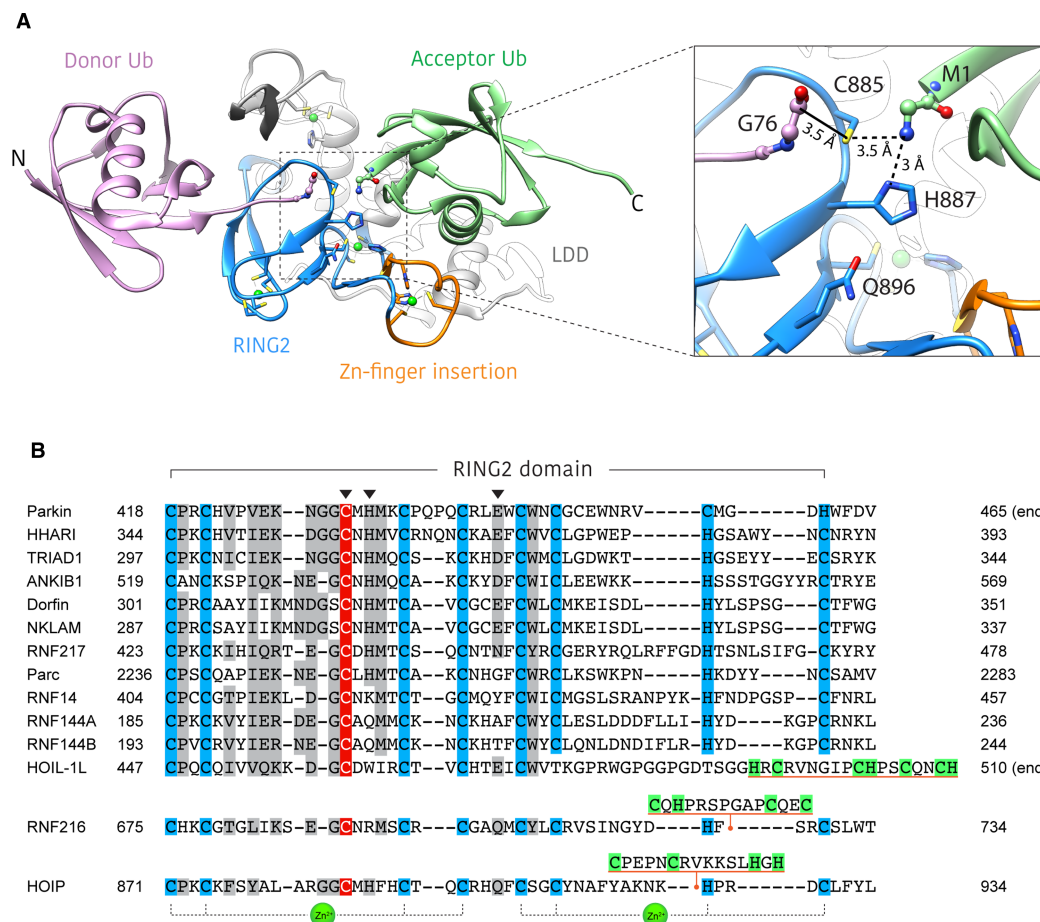 A
Donor Ub
Acceptor Ub
N
C
LDD
RING2
Zn-finger insertion
C885
M1
G76
3.5 Å
3.5 Å
3 Å
H887
Q896
B
RING2 domain
Parkin 418 CPRCHVPVEK--NGGCMHMKCPQPQCRLEWCWNCGCEWNRV-----CMG------DHWFDV 465 (end
HHARI 344 CPKCHVTIEK--DGGCNHMVCRNQNCKAEFCWVCLGPWEP------HGSAWY---NCNRYN 393
TRIAD1 297 CPKCNICIEK--NGGCNHMQCS--KCKHDFCWMCLGDWKT------HGSEYY---ECSRYK 344
ANKIB1 519 CANCKSPIQK-NE-GCNHMQCA--KCKYDFCWICLEEWKK------HSSSTGGYYRCTRYE 569
Dorfin 301 CPRCAAYIIKMNDGSCNHMTCA--VCGCEFCWLCMKEISDL-----HYLSPSG--CTFWG 351
NKLAM 287 CPRCSAYIIKMNDGSCNHMTCA--VCGCEFCWLCMKEISDL-----HYLSPSG--CTFWG 337
RNF217 423 CPKCKIHIQRT-E-GCDHMTCS--QCNTNFCYRCGERYRQLRFFGDHTSNLSIFG-CKYRY 478
Parc 2236 CPSCQAPIEK-NE-GCLHMTCA--KCNHGFCWRCLKSWKPN-----HKDYY---NCSAMV 2283
RNF14 404 CPCCGTPIEKL-D-GCNKMTCT--GCMQYFCWICMGSLSRANPYK-HFNDPGSP--CFNRL 457
RNF144A 185 CPKCKVYIERD-EGCAQMMCK--NCKHAFCWYCLESLDDDFLLI-HYD---KGPCRNKL 236
RNF144B 193 CPVCRVYIERNE-GCAQMMCK--NCKHTFCWYCLQNLDNDIFLR-HYD---KGPCRNKL 244
HOIL-1L 447 CPQCQIVVQKK-D-GCDWIRCT--VCHTEICWVTKGPRWGPGGPGDTSGGHRCRVNGIPCHPSCQNCH 510 (end
CQHPRSPGAPCQEC
RNF216 675 CHKCGTGLIKS-E-GCNRMSCR---CGAQMCYLCRVSINGYD----HF------SRCSLWT 734
CPEPNCRVKKSLHGH
HOIP 871 CPKCKFSYAL-ARGGCMHFHCT--QCRHQFCSGCYNAFYAKNK---HPR------DCLFYL 934
Zn²⁺
Zn²⁺